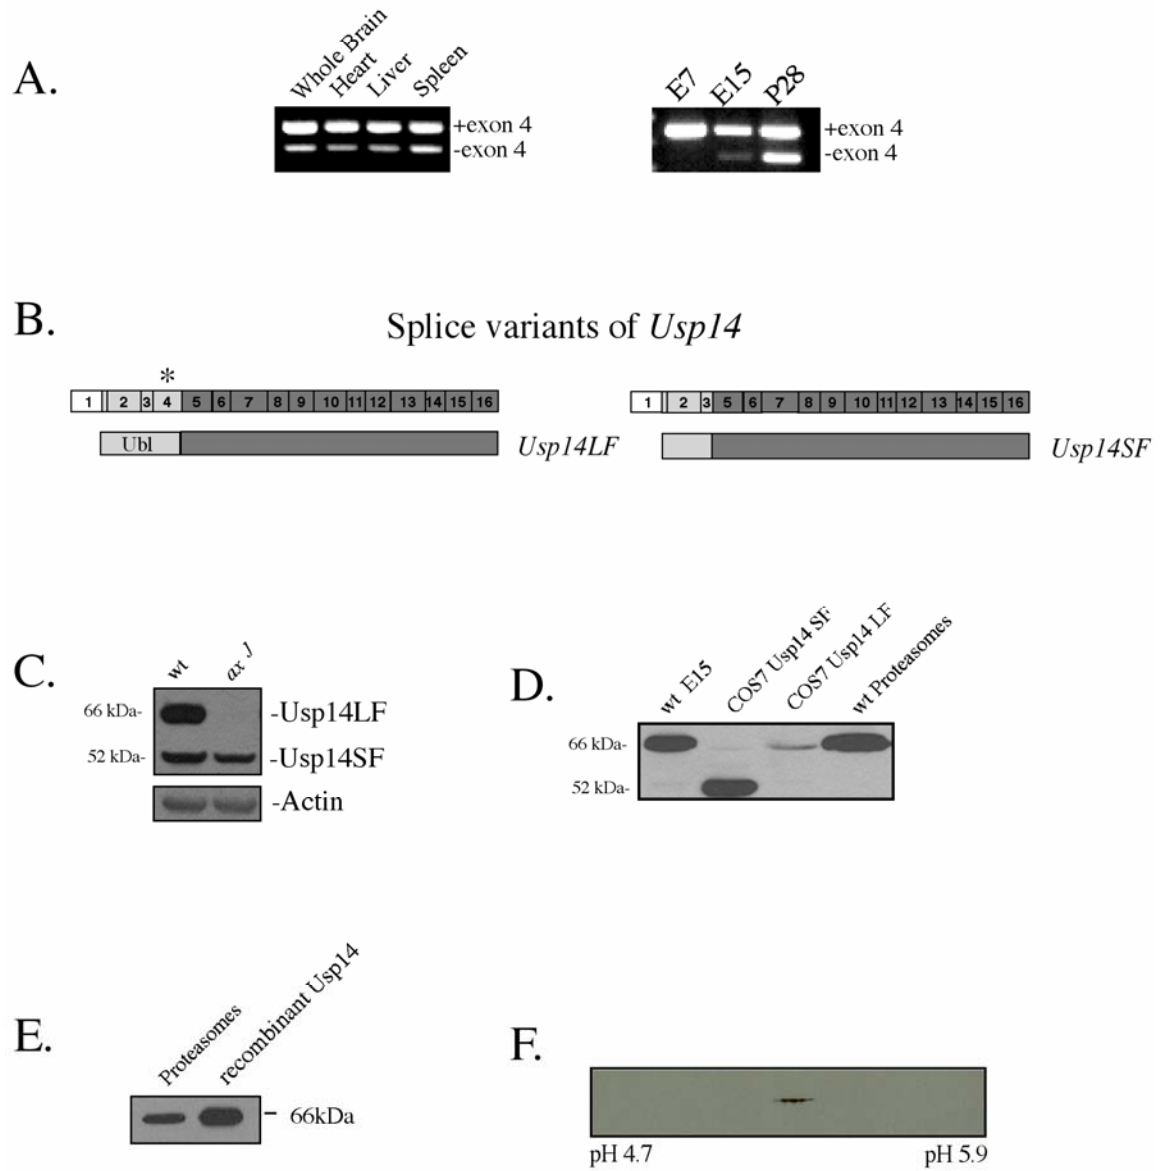 A.
Whole Brain
Heart
Liver
Spleen
+exon 4
-exon 4
E7
E15
P28
+exon 4
-exon 4
B.
Splice variants of Usp14
*
1 2 3 4 5 6 7 8 9 10 11 12 13 14 15 16
Ubl
Usp14LF
1 2 3 5 6 7 8 9 10 11 12 13 14 15 16
Usp14SF
C.
wt
ax J
66 kDa-
-Usp14LF
52 kDa-
-Usp14SF
-Actin
D.
wt E15
COS7 Usp14 SF
COS7 Usp14 LF
wt Proteasomes
66 kDa-
52 kDa-
E.
Proteasomes
recombinant Usp14
- 66kDa
F.
pH 4.7
pH 5.9